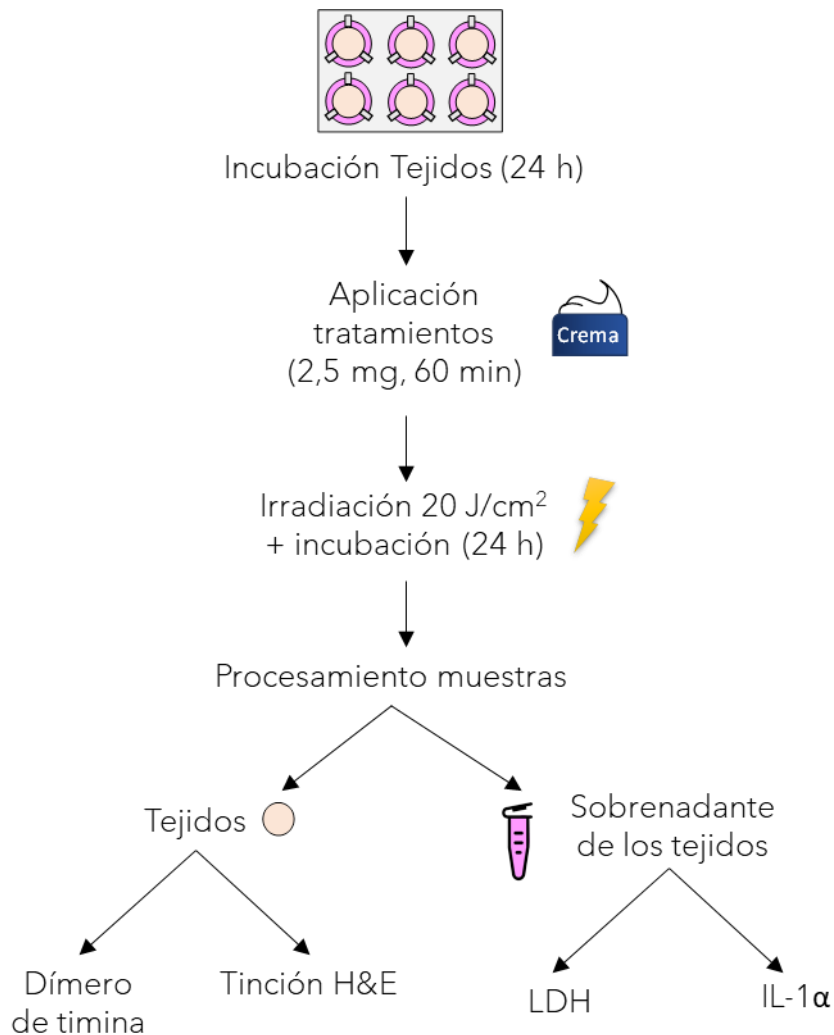 Incubación Tejidos (24 h)
Aplicación
tratamientos
(2,5 mg, 60 min)
Crema
Irradiación 20 J/cm²
+ incubación (24 h)
Procesamiento muestras
Tejidos
Sobrenadante
de los tejidos
Dímero
de timina
Tinción H&E
LDH
IL-1α